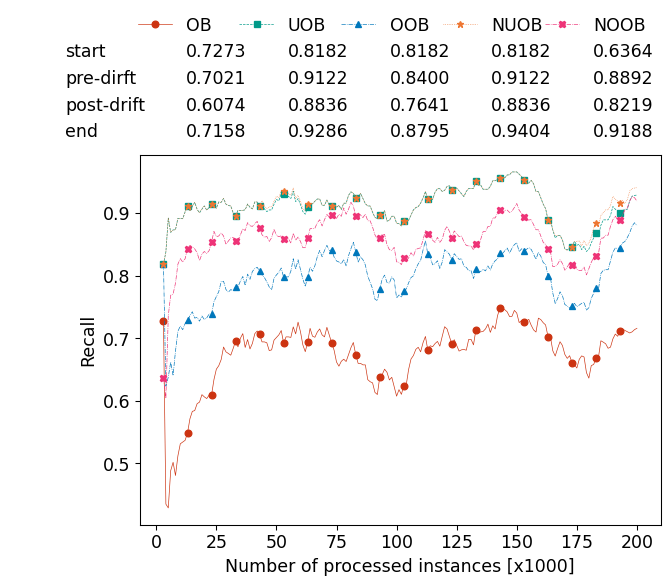 OB UOB OOB NUOB NOOB
start 0.7273 0.8182 0.8182 0.8182 0.6364
pre-dirft 0.7021 0.9122 0.8400 0.9122 0.8892
post-drift 0.6074 0.8836 0.7641 0.8836 0.8219
end 0.7158 0.9286 0.8795 0.9404 0.9188
0.9
0.8
0.7
0.6
0.5
Recall
0 25 50 75 100 125 150 175 200
Number of processed instances [x1000]